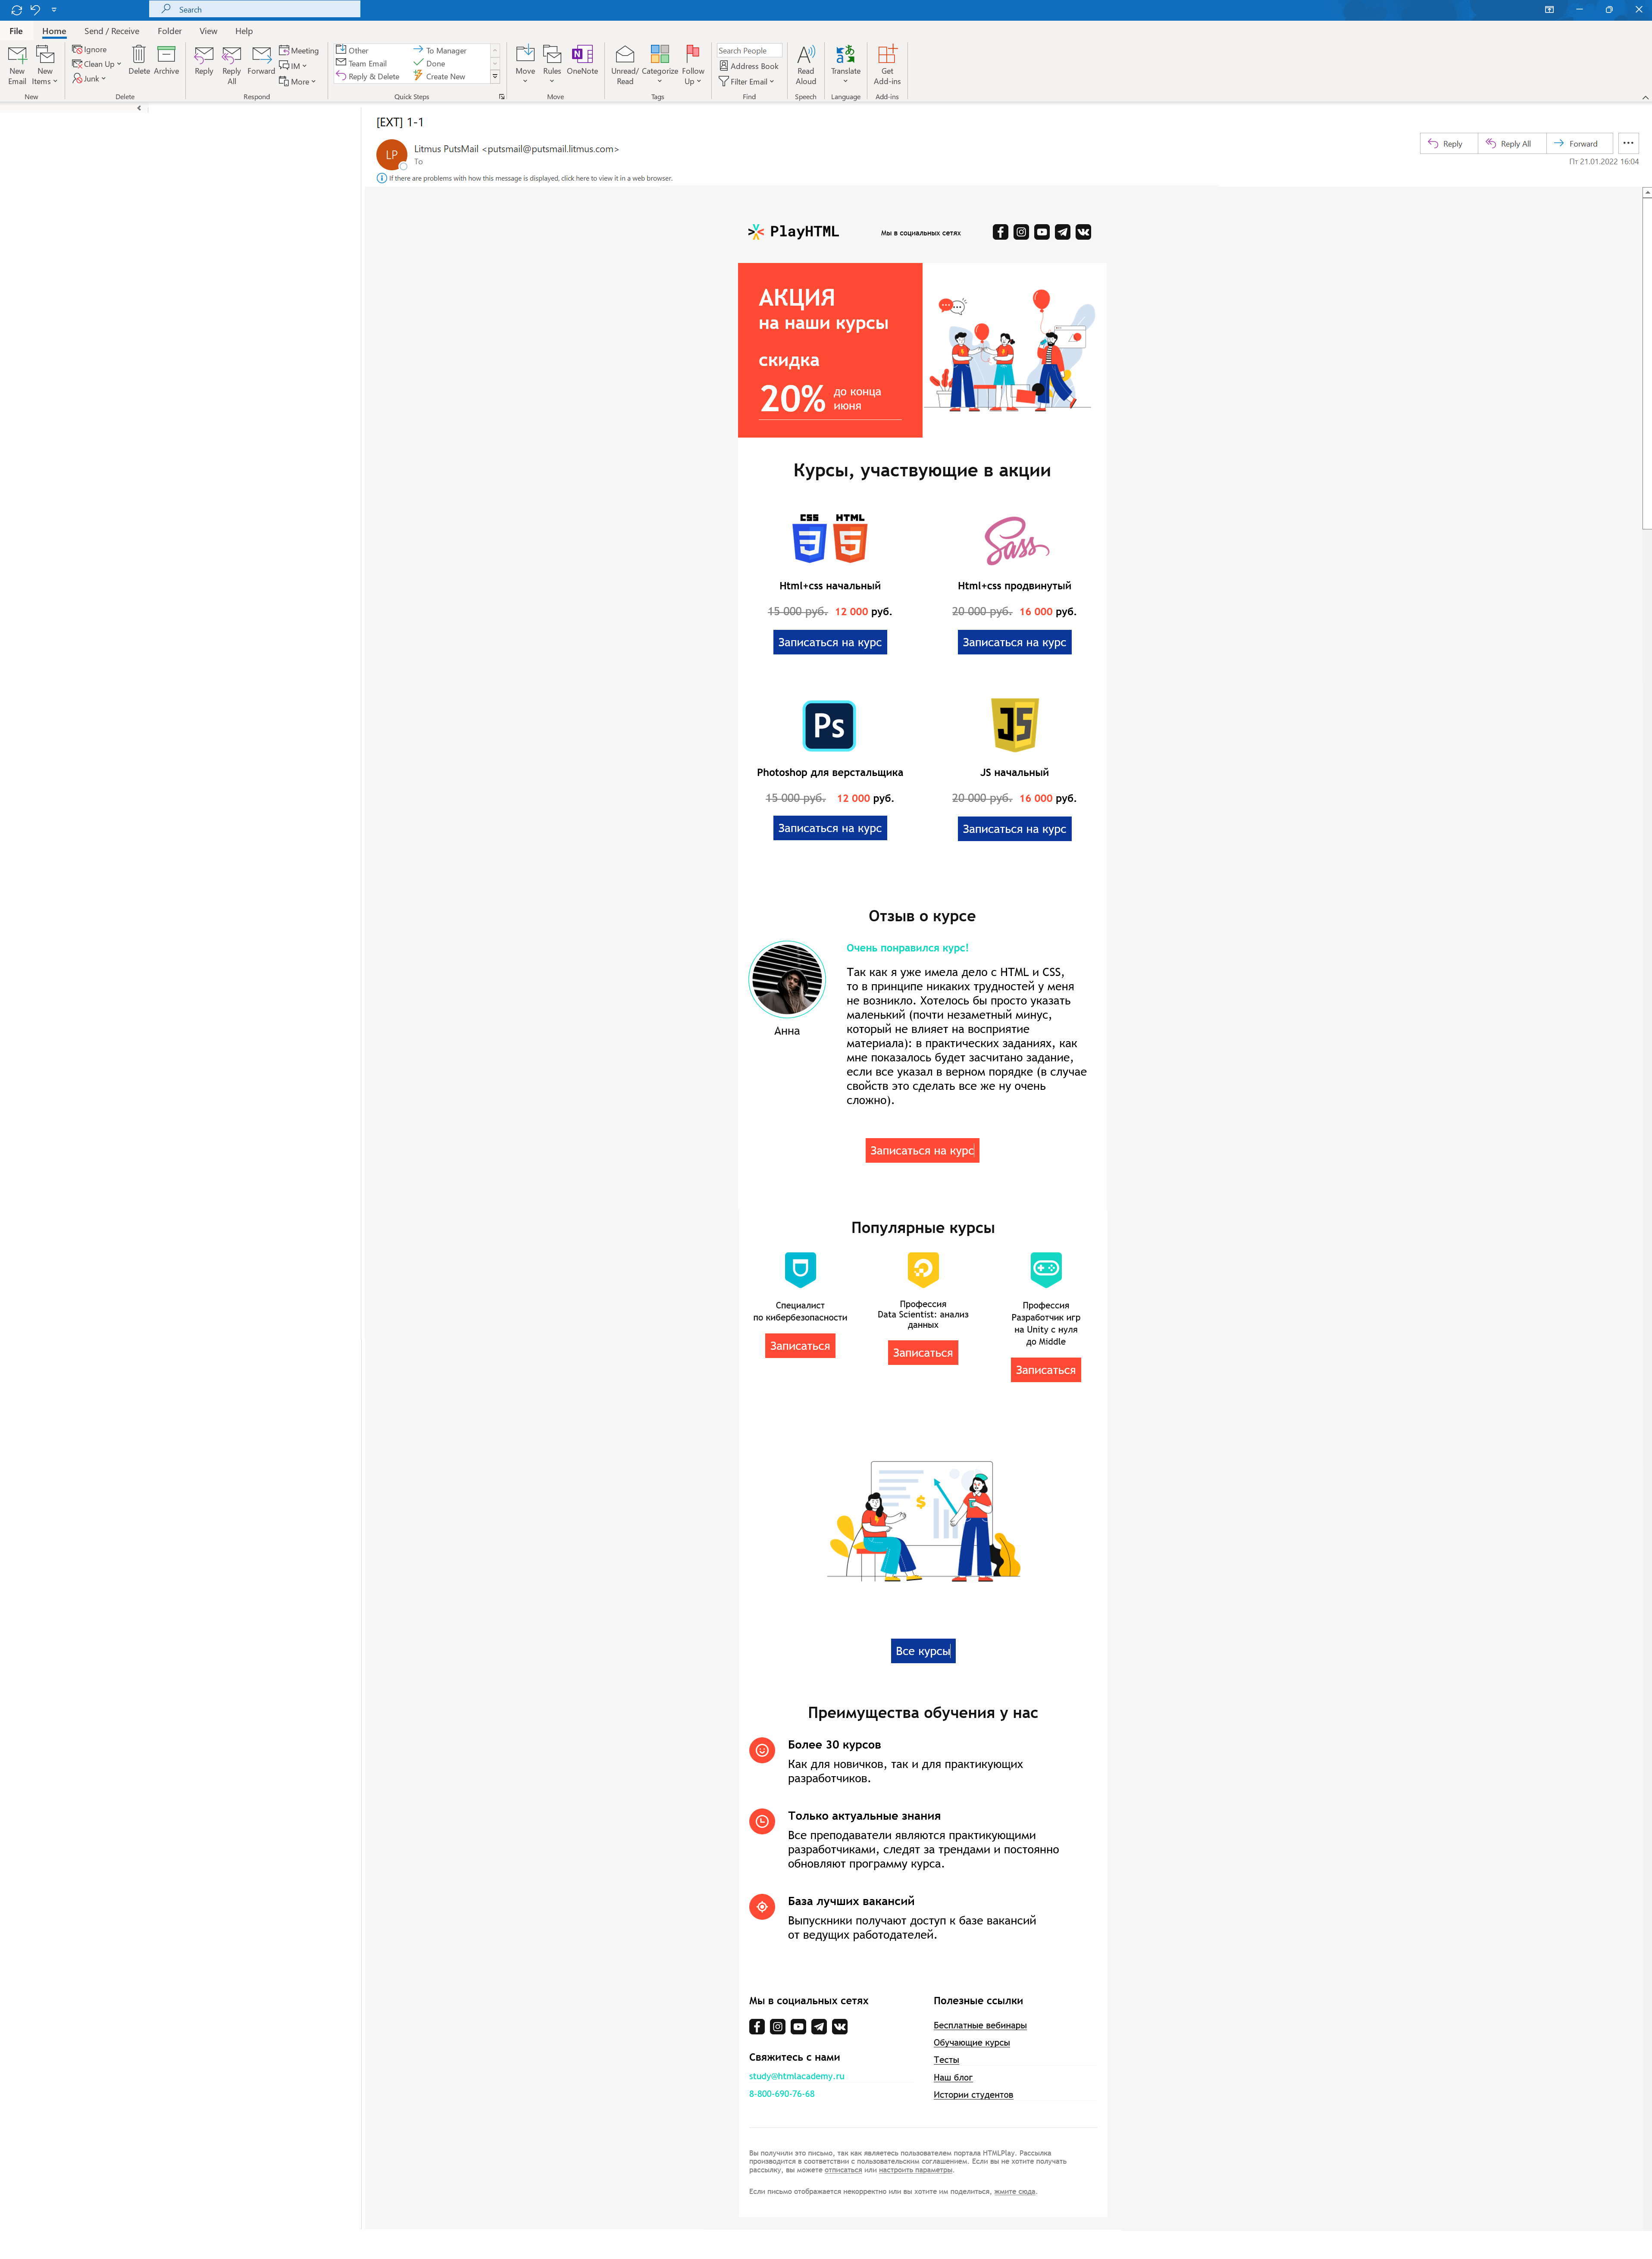 Search
File Home Send / Receive Folder View Help
New Email
New Items
Ignore
Clean Up
Junk
Delete
Archive
Reply
Reply All
Forward
Meeting
IM
More
Other
Team Email
Reply & Delete
To Manager
Done
Create New
Move
Rules
OneNote
Unread/ Read
Categorize
Follow Up
Search People
Address Book
Filter Email
Read Aloud
Translate
Get Add-ins
New Delete Respond Quick Steps Move Tags Find Speech Language Add-ins
[EXT] 1-1
LP
Litmus PutsMail <putsmail@putsmail.litmus.com>
To
Reply Reply All Forward
Пт 21.01.2022 16:04
If there are problems with how this message is displayed, click here to view it in a web browser.
PlayHTML
Мы в социальных сетях
АКЦИЯ
на наши курсы
скидка
20% до конца
июня
Курсы, участвующие в акции
CSS HTML
3 5
Sass
Html+css начальный
15 000 руб. 12 000 руб.
Записаться на курс
Html+css продвинутый
20 000 руб. 16 000 руб.
Записаться на курс
Ps
Photoshop для верстальщика
15 000 руб. 12 000 руб.
Записаться на курс
JS
JS начальный
20 000 руб. 16 000 руб.
Записаться на курс
Отзыв о курсе
Анна
Очень понравился курс!
Так как я уже имела дело с HTML и CSS,
то в принципе никаких трудностей у меня
не возникло. Хотелось бы просто указать
маленький (почти незаметный минус,
который не влияет на восприятие
материала): в практических заданиях, как
мне показалось будет засчитано задание,
если все указал в верном порядке (в случае
свойств это сделать все же ну очень
сложно).
Записаться на курс
Популярные курсы
Специалист
по кибербезопасности
Записаться
Профессия
Data Scientist: анализ
данных
Записаться
Профессия
Разработчик игр
на Unity с нуля
до Middle
Записаться
$
Все курсы
Преимущества обучения у нас
Более 30 курсов
Как для новичков, так и для практикующих
разработчиков.
Только актуальные знания
Все преподаватели являются практикующими
разработчиками, следят за трендами и постоянно
обновляют программу курса.
База лучших вакансий
Выпускники получают доступ к базе вакансий
от ведущих работодателей.
Мы в социальных сетях
Свяжитесь с нами
study@htmlacademy.ru
8-800-690-76-68
Полезные ссылки
Бесплатные вебинары
Обучающие курсы
Тесты
Наш блог
Истории студентов
Вы получили это письмо, так как являетесь пользователем портала HTMLPlay. Рассылка
производится в соответствии с пользовательским соглашением. Если вы не хотите получать
рассылку, вы можете отписаться или настроить параметры.
Если письмо отображается некорректно или вы хотите им поделиться, жмите сюда.